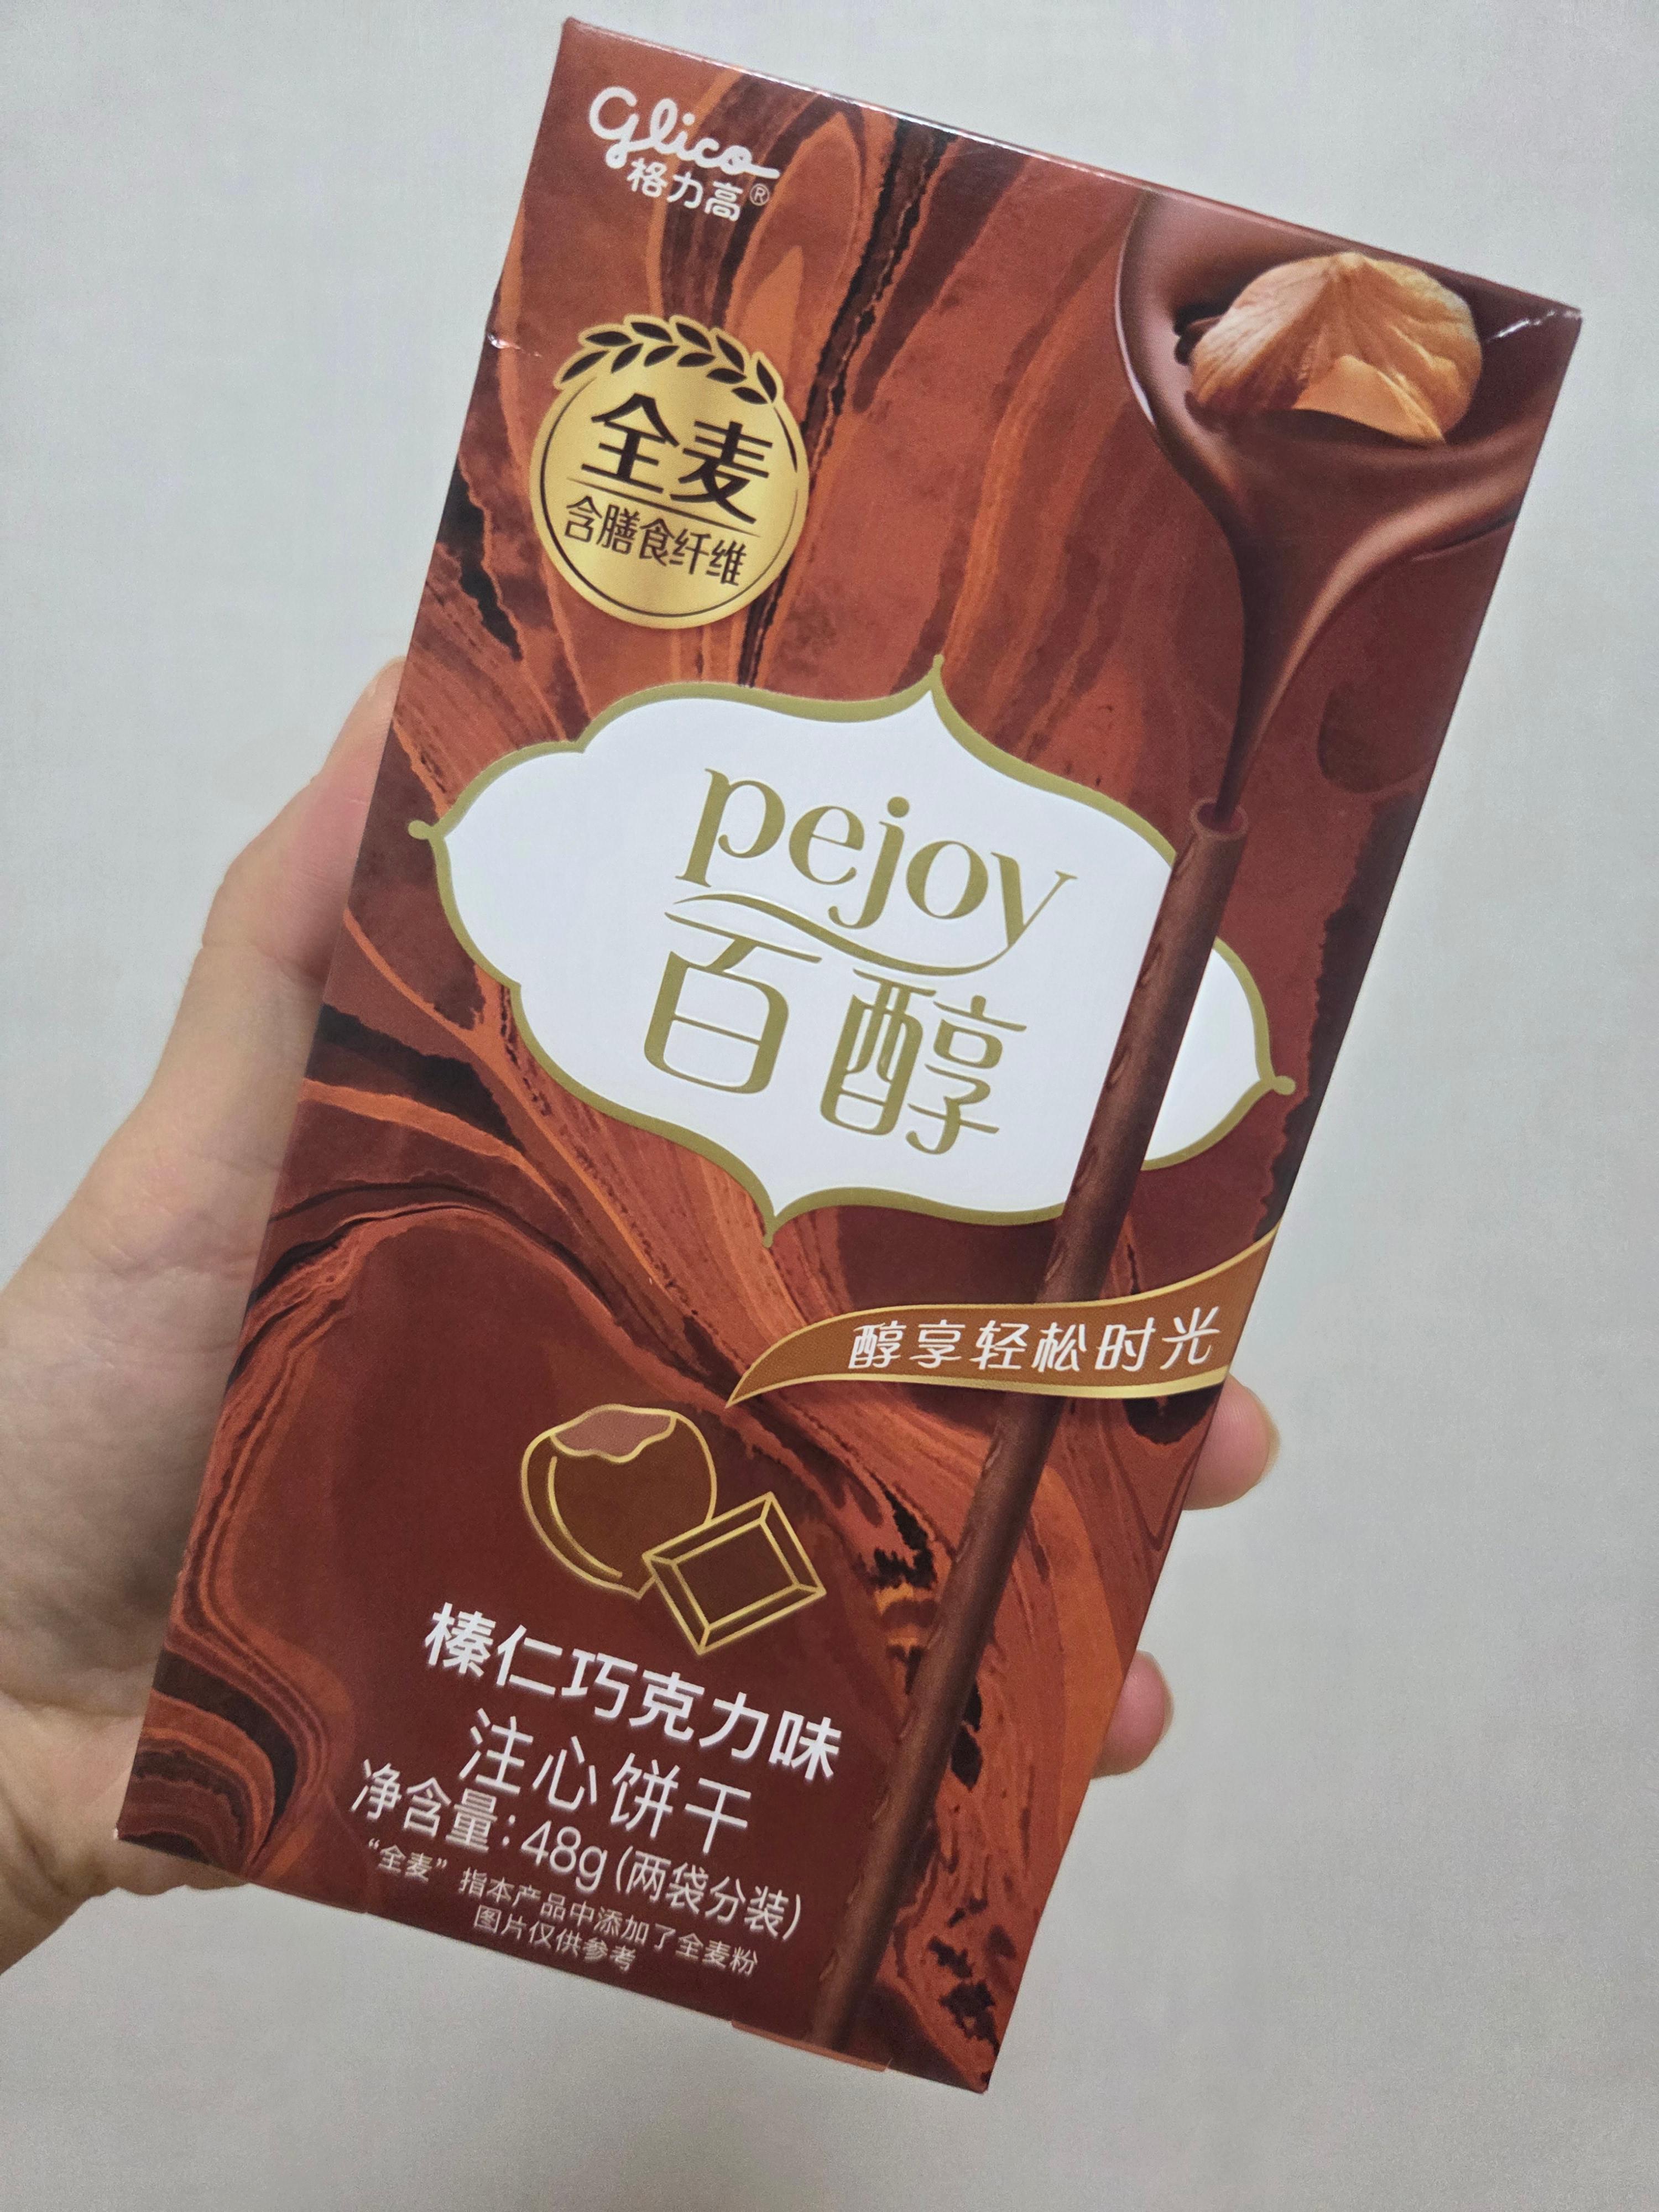 Glico
格力高®
全麦
含膳食纤维
pejoy
百醇
醇享轻松时光
榛仁巧克力味
注心饼干
净含量：48g(两袋分装)
“全麦”指本产品中添加了全麦粉
图片仅供参考